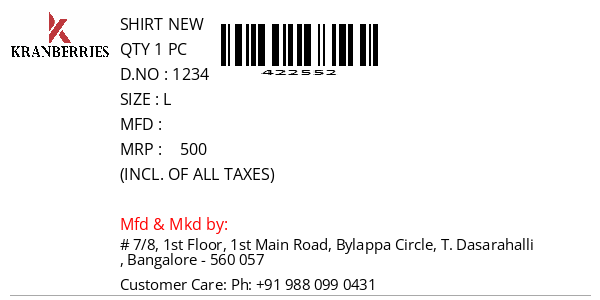 KRANBERRIES
SHIRT NEW
QTY 1 PC
D.NO : 1234
SIZE : L
MFD :
MRP : 500
(INCL. OF ALL TAXES)
422552
Mfd & Mkd by:
# 7/8, 1st Floor, 1st Main Road, Bylappa Circle, T. Dasarahalli
, Bangalore - 560 057
Customer Care: Ph: +91 988 099 0431